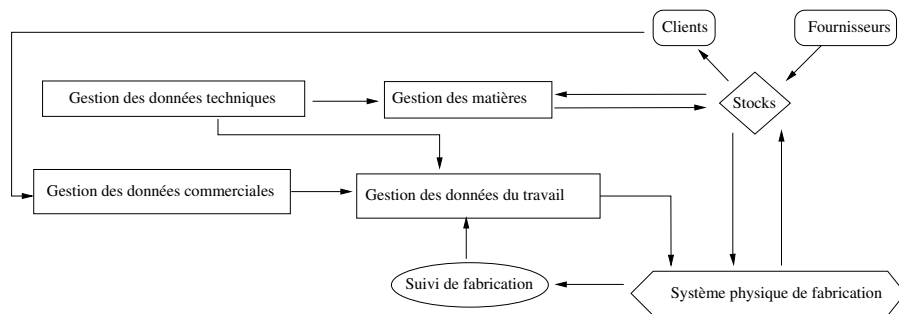 Clients
Fournisseurs
Gestion des données techniques
Gestion des matières
Stocks
Gestion des données commerciales
Gestion des données du travail
Suivi de fabrication
Système physique de fabrication